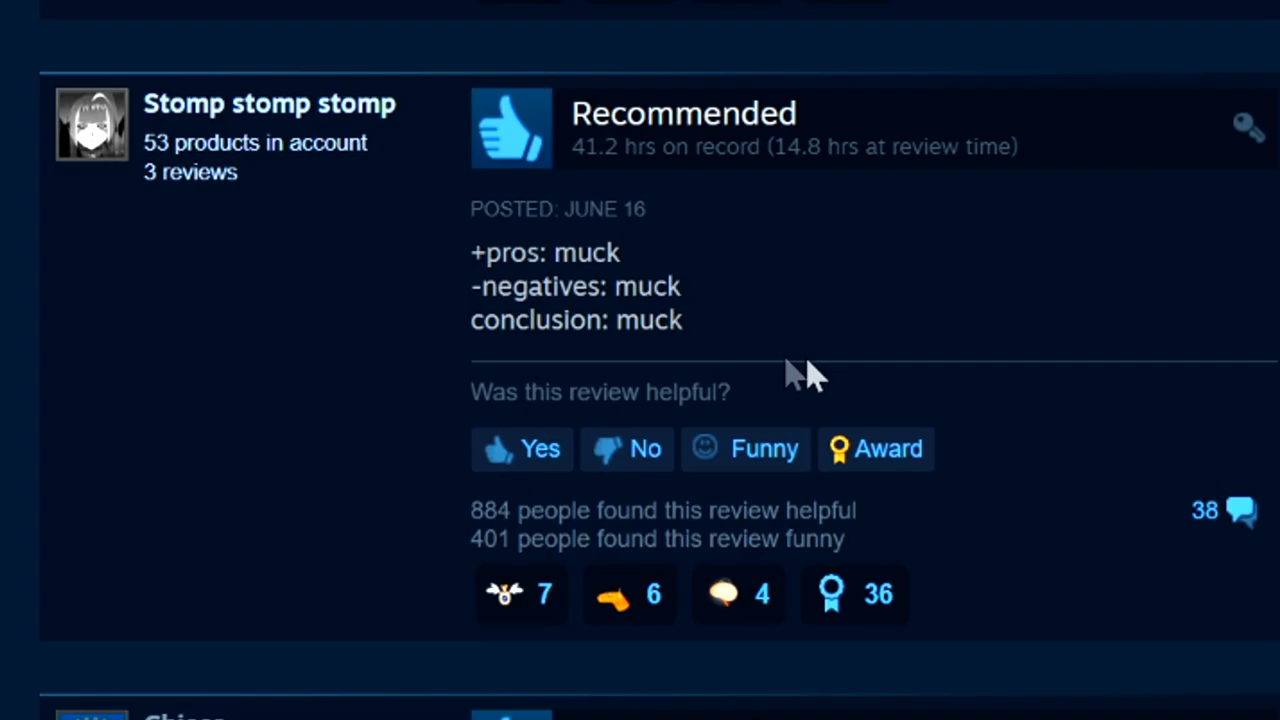 Stomp stomp stomp
53 products in account
3 reviews
Recommended
41.2 hrs on record (14.8 hrs at review time)
POSTED: JUNE 16
+pros: muck
-negatives: muck
conclusion: muck
Was this review helpful?
Yes No Funny Award
884 people found this review helpful
38
401 people found this review funny
7 6 4 36